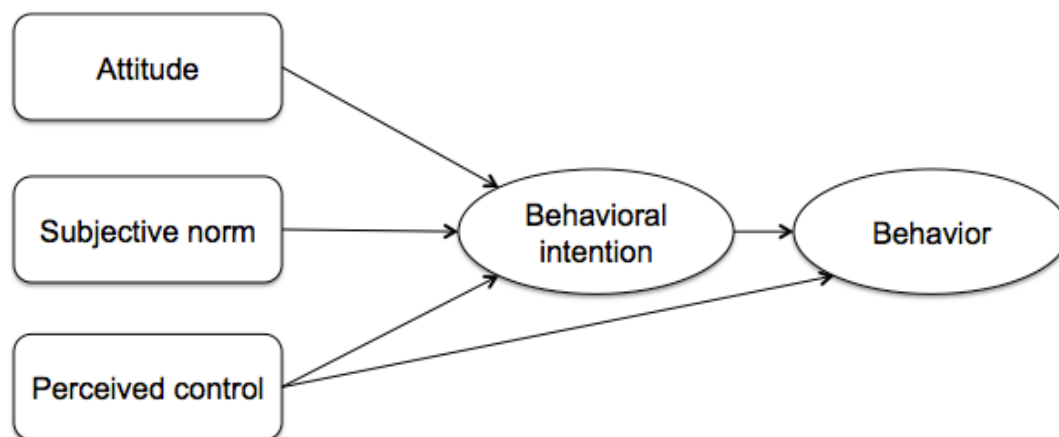 Attitude
Subjective norm
Perceived control
Behavioral
intention
Behavior